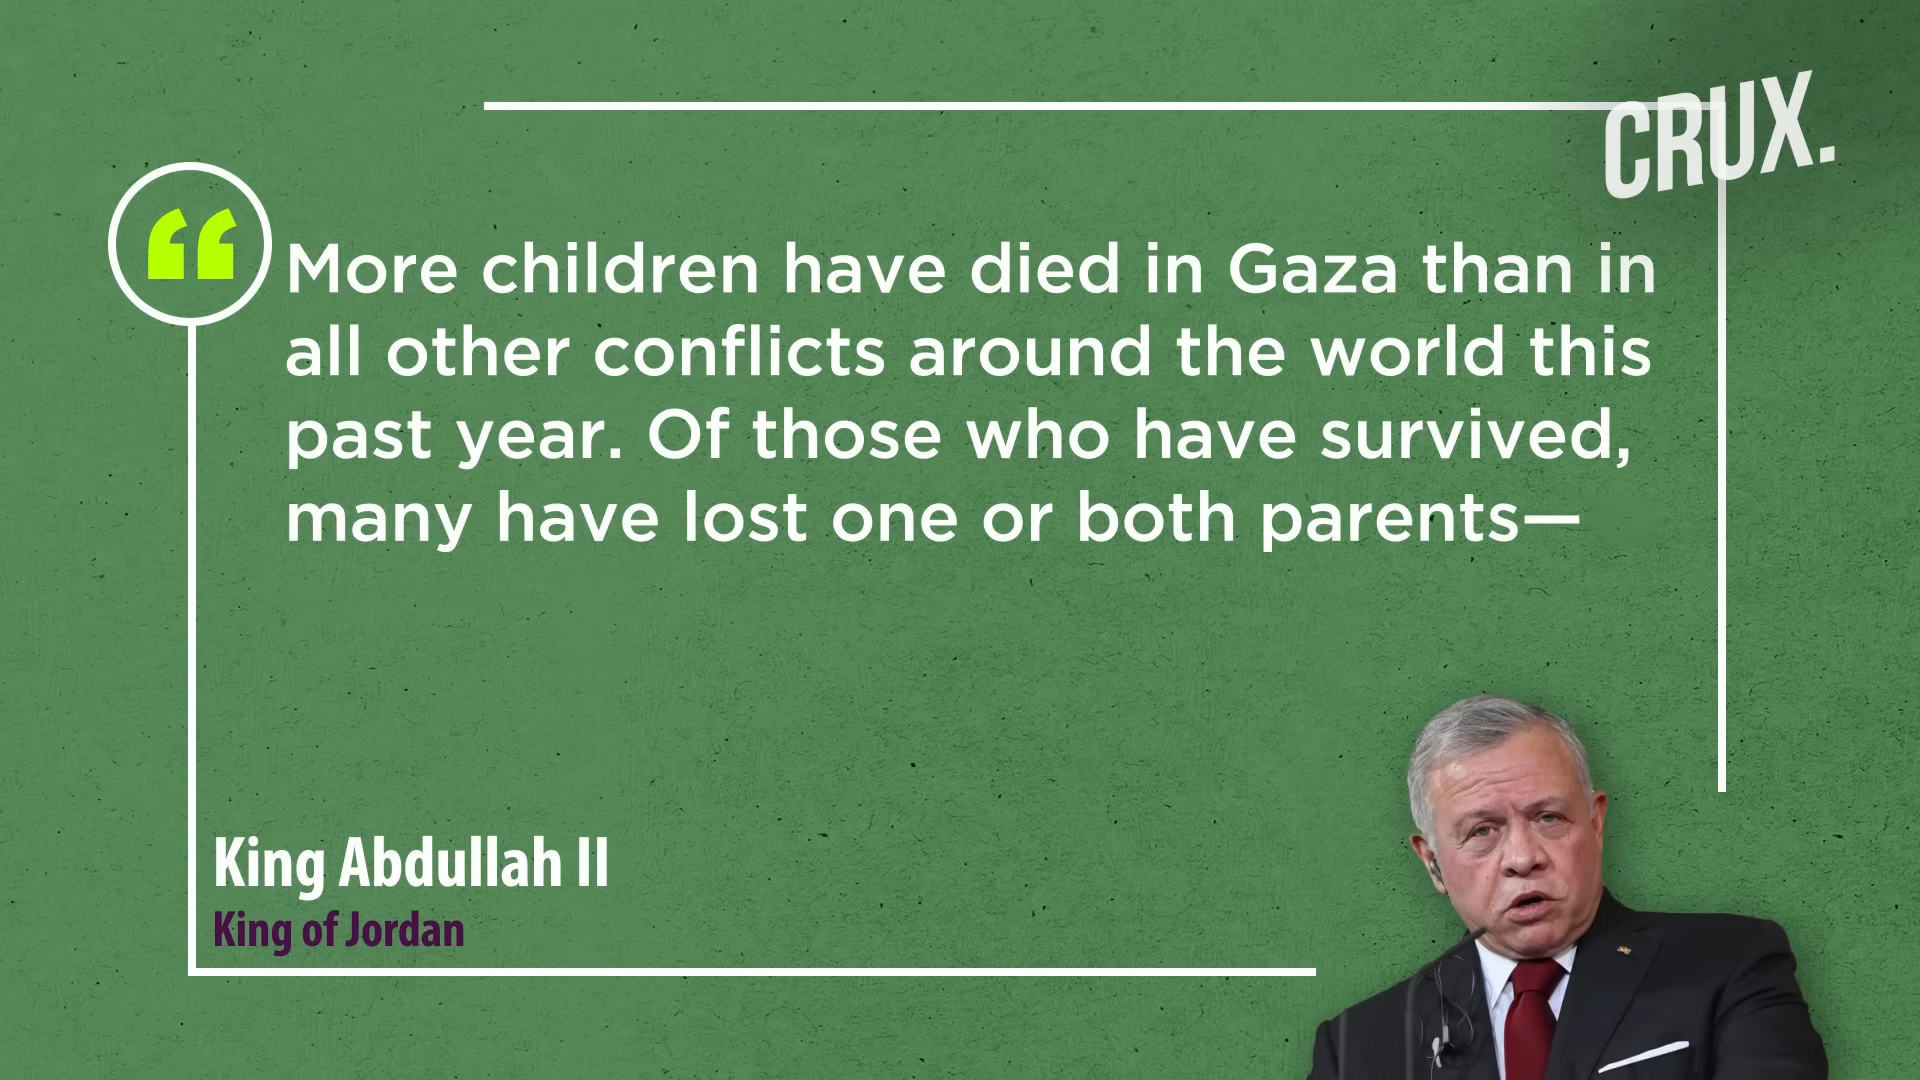 CRUX.
“More children have died in Gaza than in
all other conflicts around the world this
past year. Of those who have survived,
many have lost one or both parents—
King Abdullah II
King of Jordan